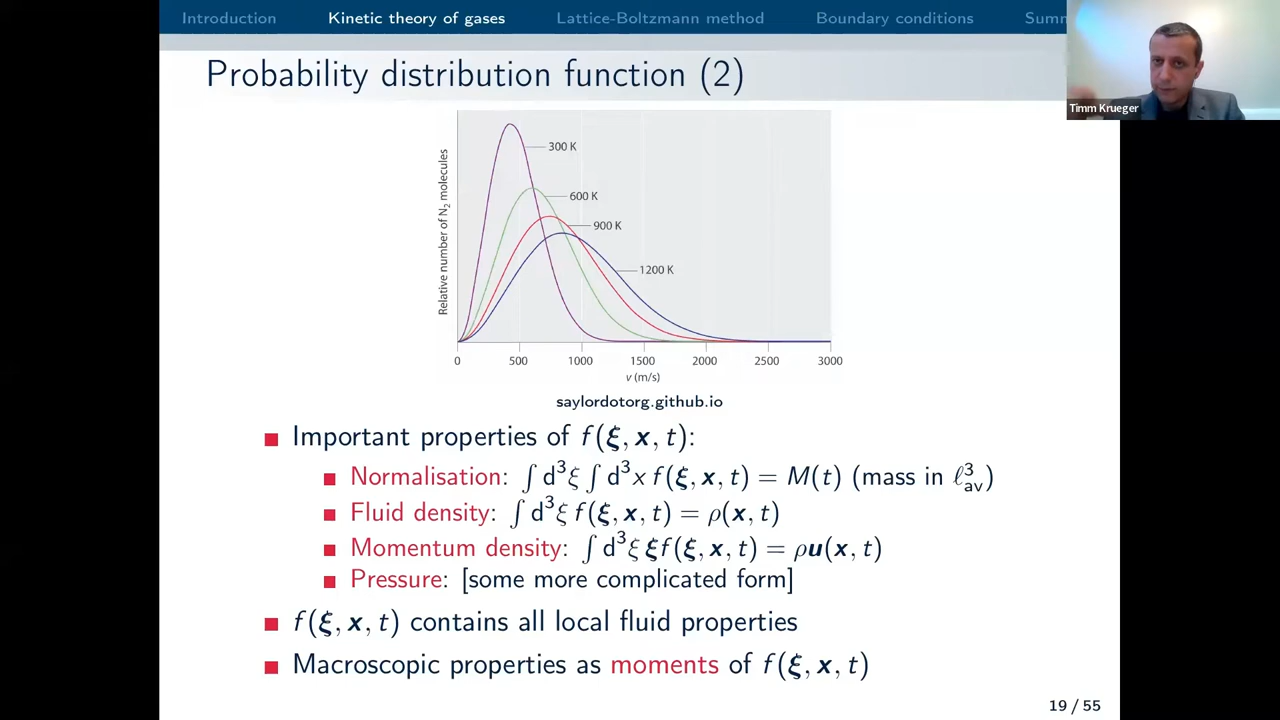 Introduction Kinetic theory of gases Lattice-Boltzmann method Boundary conditions Summ
Timm Krueger
Probability distribution function (2)
Relative number of N₂ molecules
300 K
600 K
900 K
1200 K
0 500 1000 1500 2000 2500 3000
v (m/s)
saylordotorg.github.io
Important properties of f(ξ, x, t):
Normalisation: ∫ d³ξ ∫ d³x f(ξ, x, t) = M(t) (mass in ℓ³av)
Fluid density: ∫ d³ξ f(ξ, x, t) = ρ(x, t)
Momentum density: ∫ d³ξ ξf(ξ, x, t) = ρu(x, t)
Pressure: [some more complicated form]
f(ξ, x, t) contains all local fluid properties
Macroscopic properties as moments of f(ξ, x, t)
19 / 55